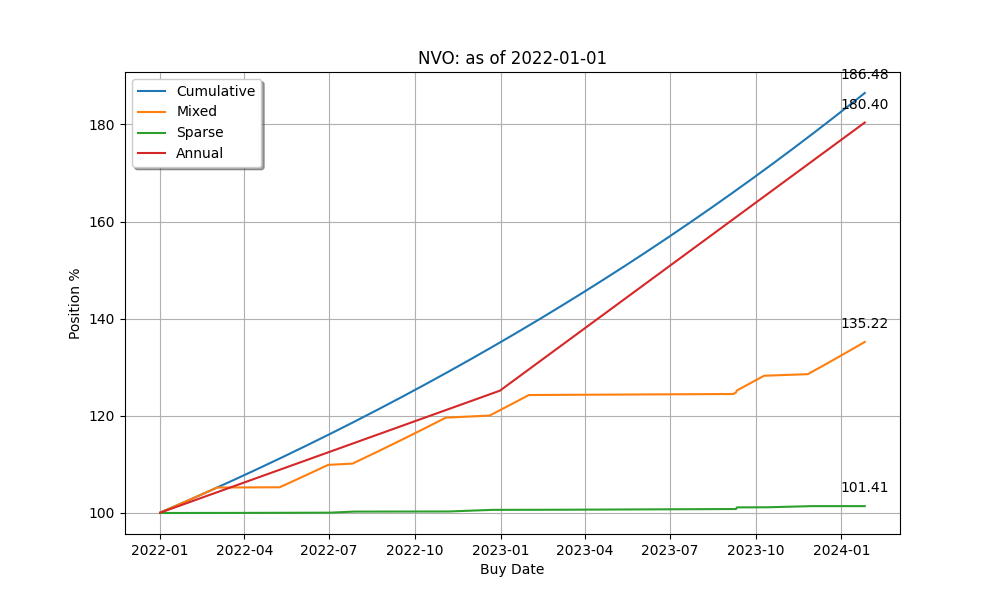 NVO: as of 2022-01-01
186.48
Cumulative
Mixed
Sparse
Annual
180.40
180
160
140
120
100
135.22
101.41
Position %
2022-01 2022-04 2022-07 2022-10 2023-01 2023-04 2023-07 2023-10 2024-01
Buy Date